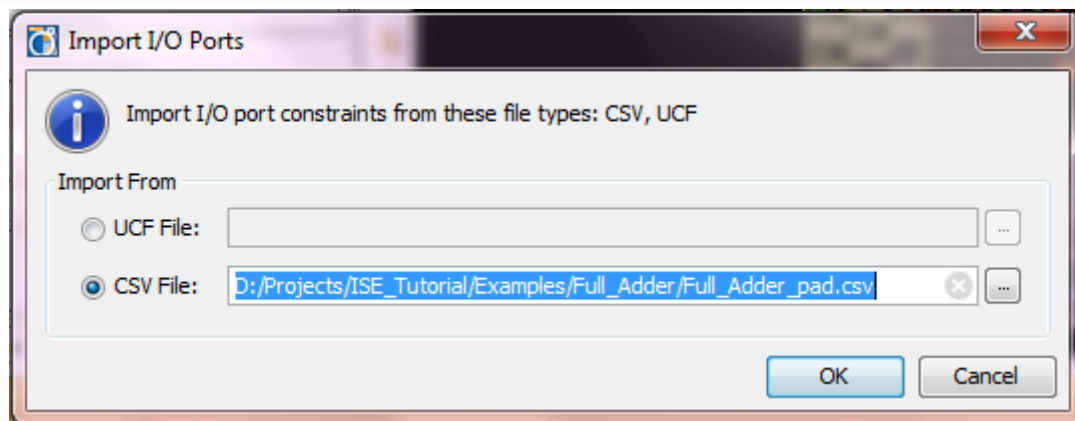 Import I/O Ports
Import I/O port constraints from these file types: CSV, UCF
Import From
UCF File:
...
CSV File: D:/Projects/ISE_Tutorial/Examples/Full_Adder/Full_Adder_pad.csv ...
OK Cancel